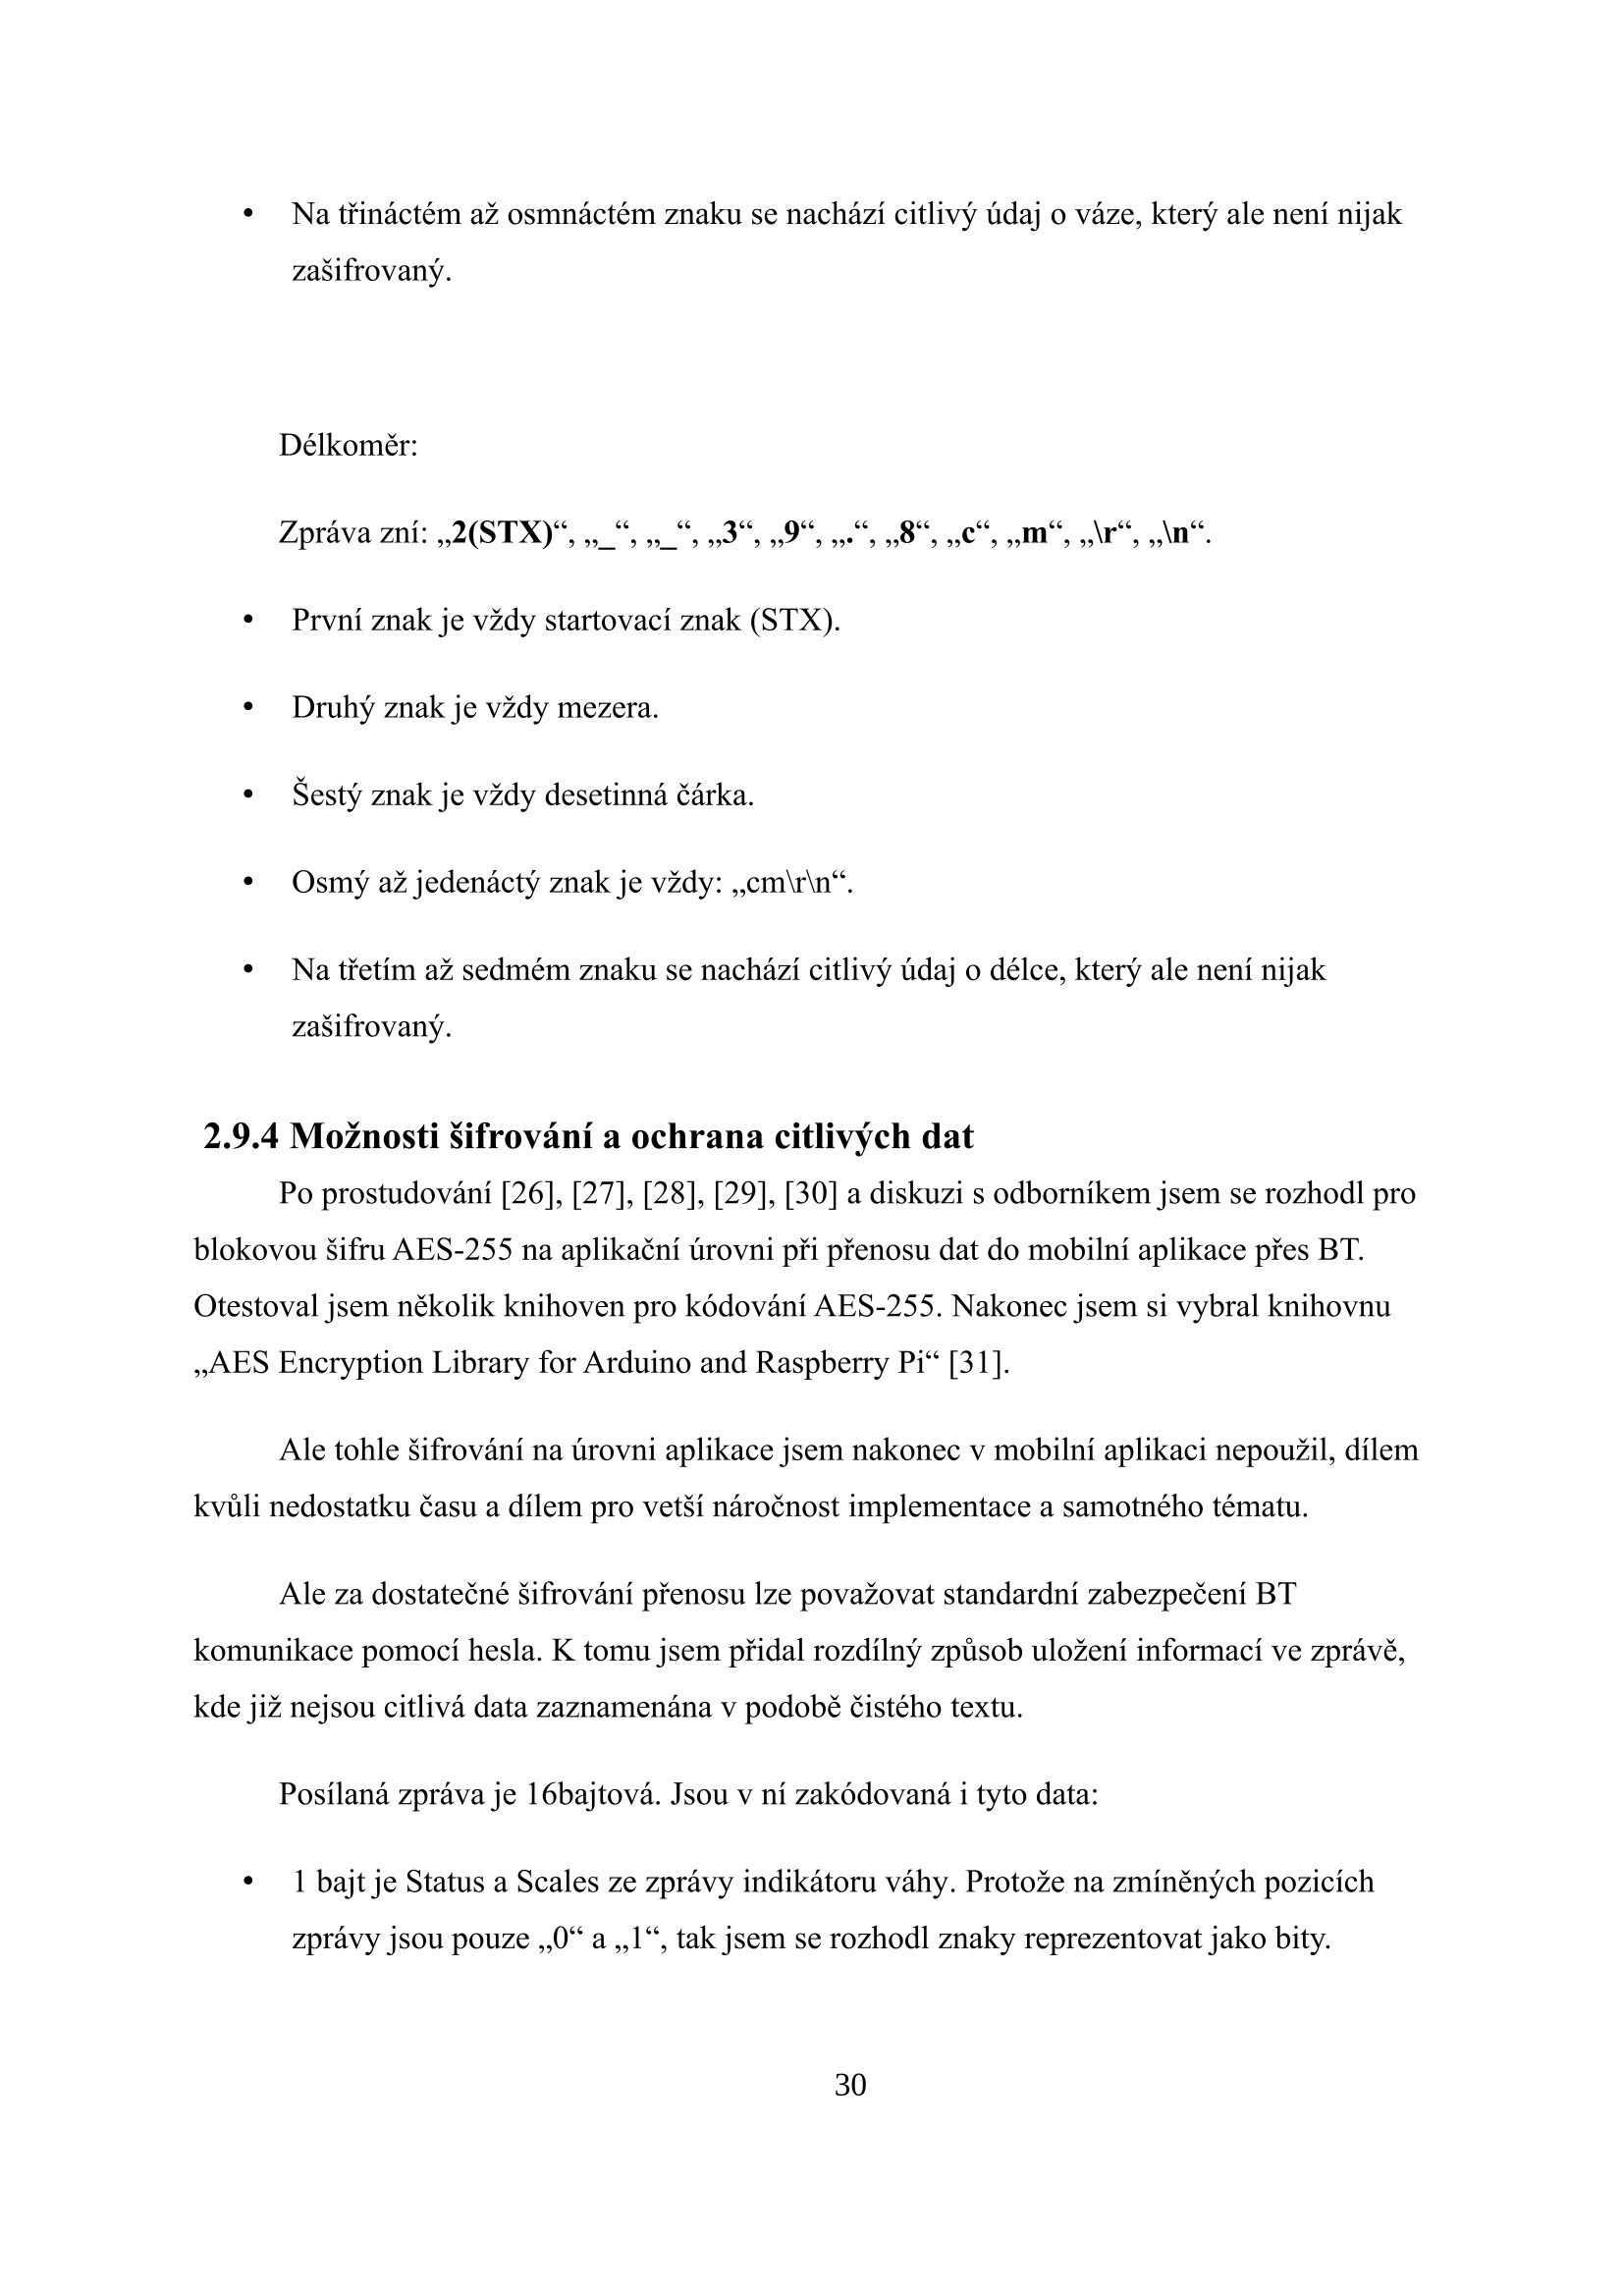 • Na třináctém až osmnáctém znaku se nachází citlivý údaj o váze, který ale není nijak
zašifrovaný.
Délkoměr:
Zpráva zní: „2(STX)“, „_“, „_“, „3“, „9“, „.“, „8“, „c“, „m“, „\r“, „\n“.
• První znak je vždy startovací znak (STX).
• Druhý znak je vždy mezera.
• Šestý znak je vždy desetinná čárka.
• Osmý až jedenáctý znak je vždy: „cm\r\n“.
• Na třetím až sedmém znaku se nachází citlivý údaj o délce, který ale není nijak
zašifrovaný.
2.9.4 Možnosti šifrování a ochrana citlivých dat
Po prostudování [26], [27], [28], [29], [30] a diskuzi s odborníkem jsem se rozhodl pro
blokovou šifru AES-255 na aplikační úrovni při přenosu dat do mobilní aplikace přes BT.
Otestoval jsem několik knihoven pro kódování AES-255. Nakonec jsem si vybral knihovnu
„AES Encryption Library for Arduino and Raspberry Pi“ [31].
Ale tohle šifrování na úrovni aplikace jsem nakonec v mobilní aplikaci nepoužil, dílem
kvůli nedostatku času a dílem pro vetší náročnost implementace a samotného tématu.
Ale za dostatečné šifrování přenosu lze považovat standardní zabezpečení BT
komunikace pomocí hesla. K tomu jsem přidal rozdílný způsob uložení informací ve zprávě,
kde již nejsou citlivá data zaznamenána v podobě čistého textu.
Posílaná zpráva je 16bajtová. Jsou v ní zakódovaná i tyto data:
• 1 bajt je Status a Scales ze zprávy indikátoru váhy. Protože na zmíněných pozicích
zprávy jsou pouze „0“ a „1“, tak jsem se rozhodl znaky reprezentovat jako bity.
30